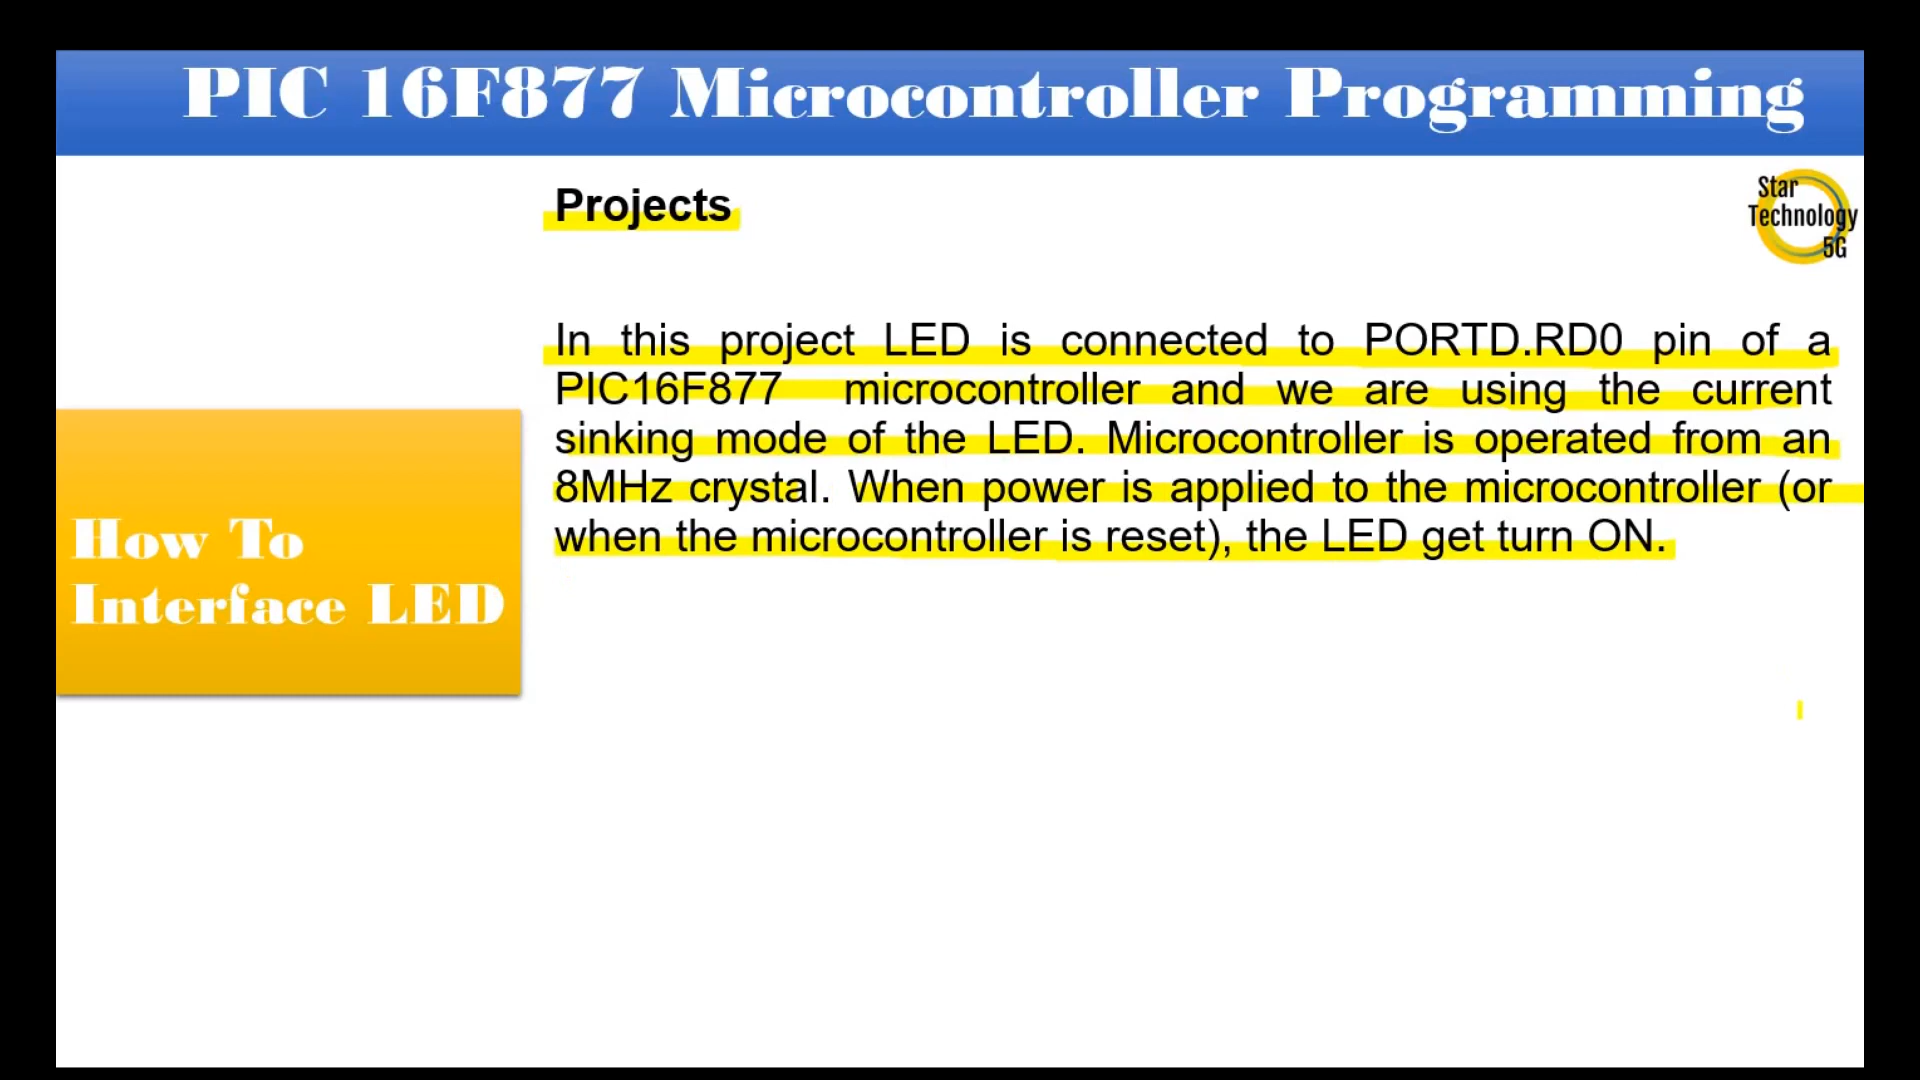 PIC 16F877 Microcontroller Programming
Projects
Star
Technology
5G
In this project LED is connected to PORTD.RD0 pin of a
PIC16F877 microcontroller and we are using the current
sinking mode of the LED. Microcontroller is operated from an
8MHz crystal. When power is applied to the microcontroller (or
when the microcontroller is reset), the LED get turn ON.
How To
Interface LED